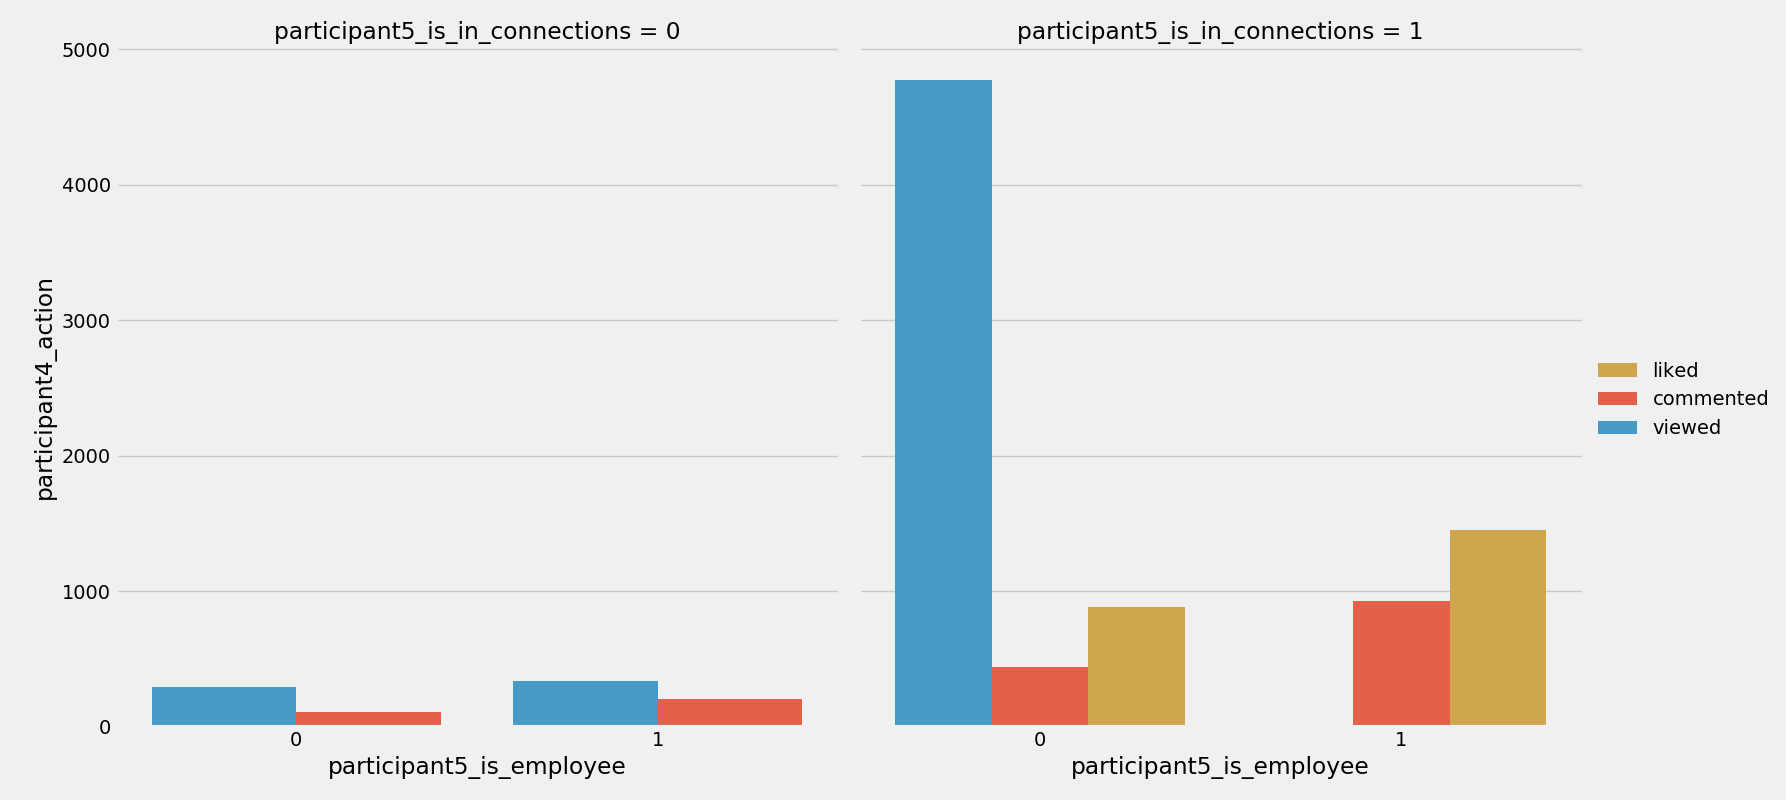 participant5_is_in_connections = 0
participant5_is_in_connections = 1
participant4_action
5000
4000
3000
2000
1000
0
0 1
participant5_is_employee
0 1
participant5_is_employee
liked
commented
viewed